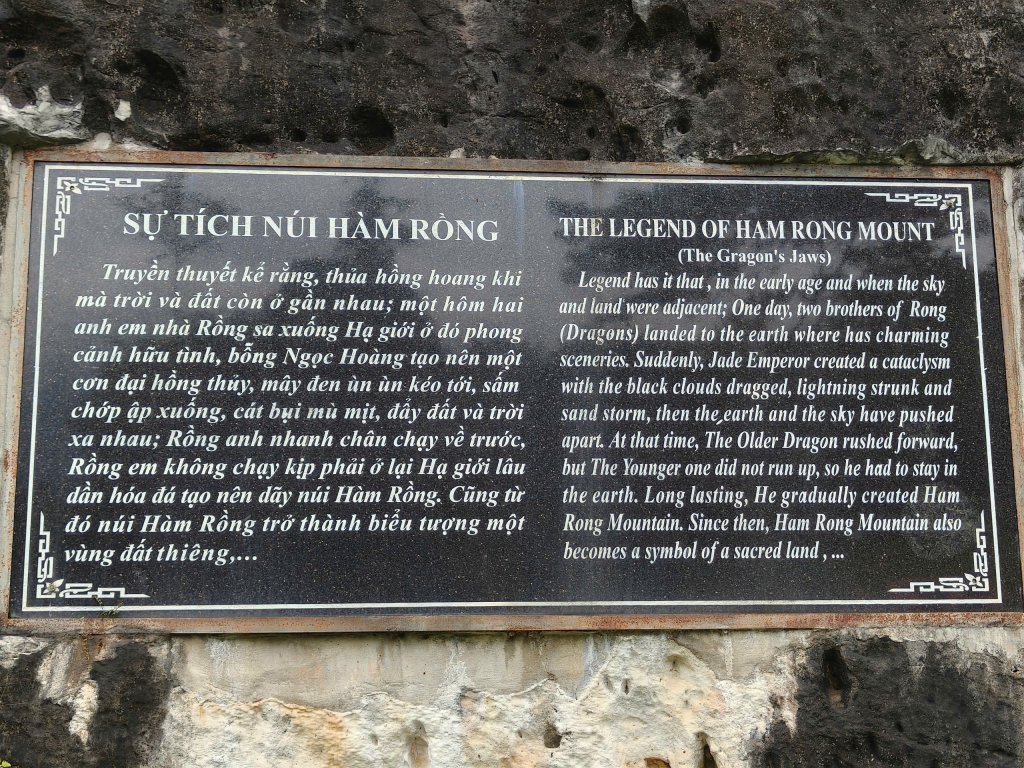 SỰ TÍCH NÚI HÀM RỒNG
Truyền thuyết kể rằng, thủa hồng hoang khi
mà trời và đất còn ở gần nhau; một hôm hai
anh em nhà Rồng sa xuống Hạ giới ở đó phong
cảnh hữu tình, bỗng Ngọc Hoàng tạo nên một
cơn đại hồng thủy, mây đen ùn ùn kéo tới, sấm
chớp ập xuống, cát bụi mù mịt, đẩy đất và trời
xa nhau; Rồng anh nhanh chân chạy về trước,
Rồng em không chạy kịp phải ở lại Hạ giới lâu
dần hóa đá tạo nên dãy núi Hàm Rồng. Cũng từ
đó núi Hàm Rồng trở thành biểu tượng một
vùng đất thiêng,...
THE LEGEND OF HAM RONG MOUNT
(The Gragon's Jaws)
Legend has it that , in the early age and when the sky
and land were adjacent; One day, two brothers of Rong
(Dragons) landed to the earth where has charming
sceneries. Suddenly, Jade Emperor created a cataclysm
with the black clouds dragged, lightning strunk and
sand storm, then the earth and the sky have pushed
apart. At that time, The Older Dragon rushed forward,
but The Younger one did not run up, so he had to stay in
the earth. Long lasting, He gradually created Ham
Rong Mountain. Since then, Ham Rong Mountain also
becomes a symbol of a sacred land , ...